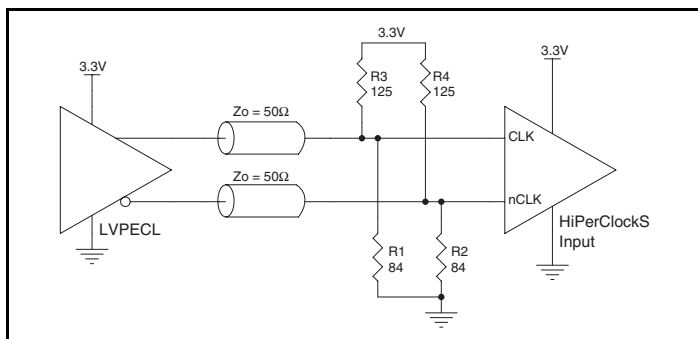 3.3V
3.3V
3.3V
R3
125
R4
125
Zo = 50Ω
CLK
Zo = 50Ω
nCLK
LVPECL
HiPerClockS
Input
R1
84
R2
84